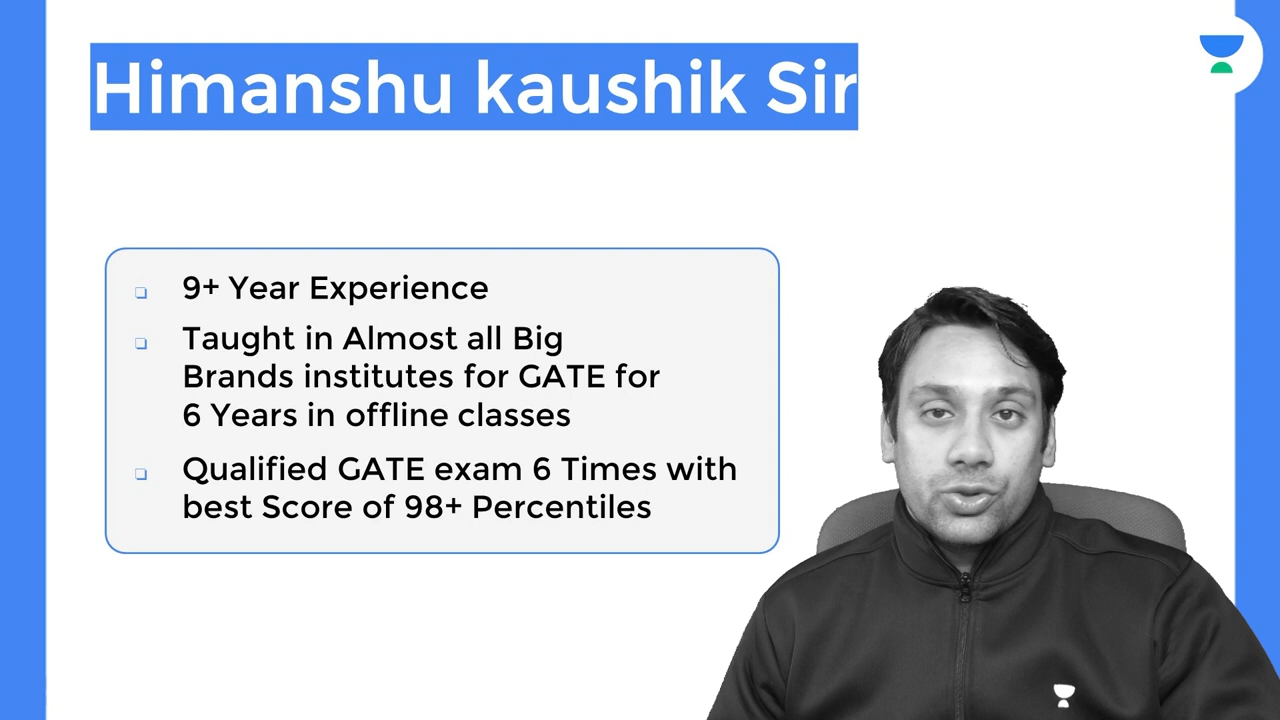 Himanshu kaushik Sir
9+ Year Experience
Taught in Almost all Big
Brands institutes for GATE for
6 Years in offline classes
Qualified GATE exam 6 Times with
best Score of 98+ Percentiles